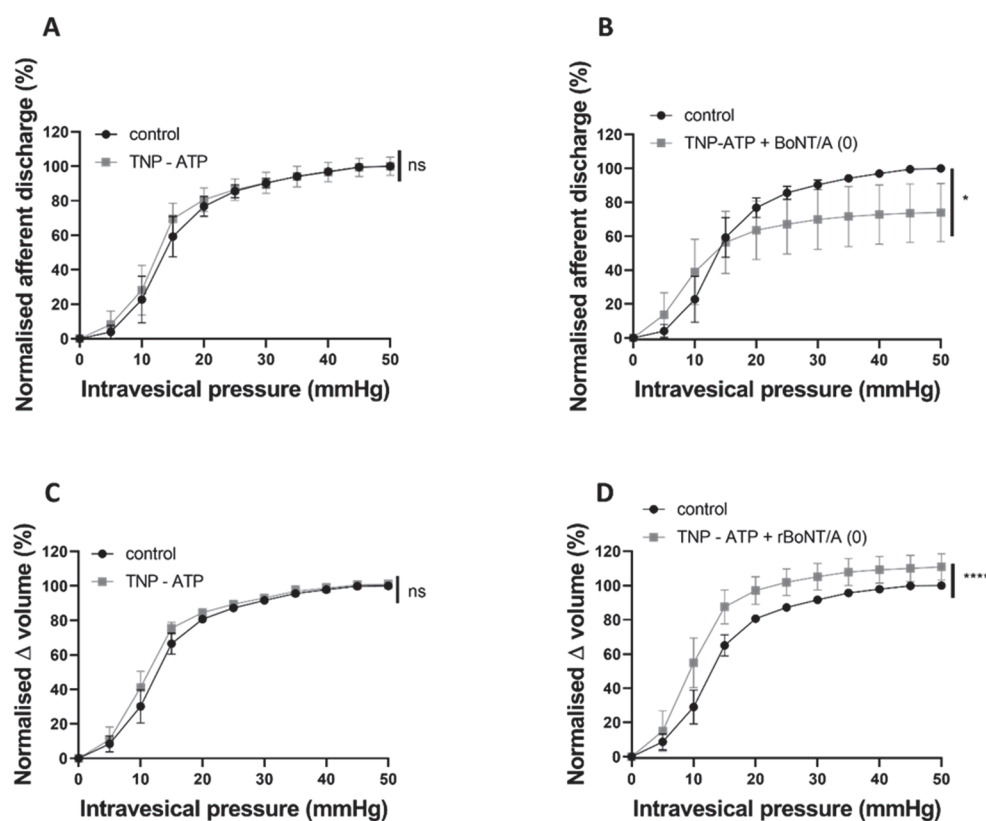 A
Normalised afferent discharge (%)
control
TNP - ATP
120
100
80
60
40
20
0
ns
0 10 20 30 40 50
Intravesical pressure (mmHg)
B
Normalised afferent discharge (%)
control
TNP-ATP + BoNT/A (0)
120
100
80
60
40
20
0
*
0 10 20 30 40 50
Intravesical pressure (mmHg)
C
Normalised Δ volume (%)
control
TNP - ATP
120
100
80
60
40
20
0
ns
0 10 20 30 40 50
Intravesical pressure (mmHg)
D
Normalised Δ volume (%)
control
TNP - ATP + rBoNT/A (0)
120
100
80
60
40
20
0
****
0 10 20 30 40 50
Intravesical pressure (mmHg)